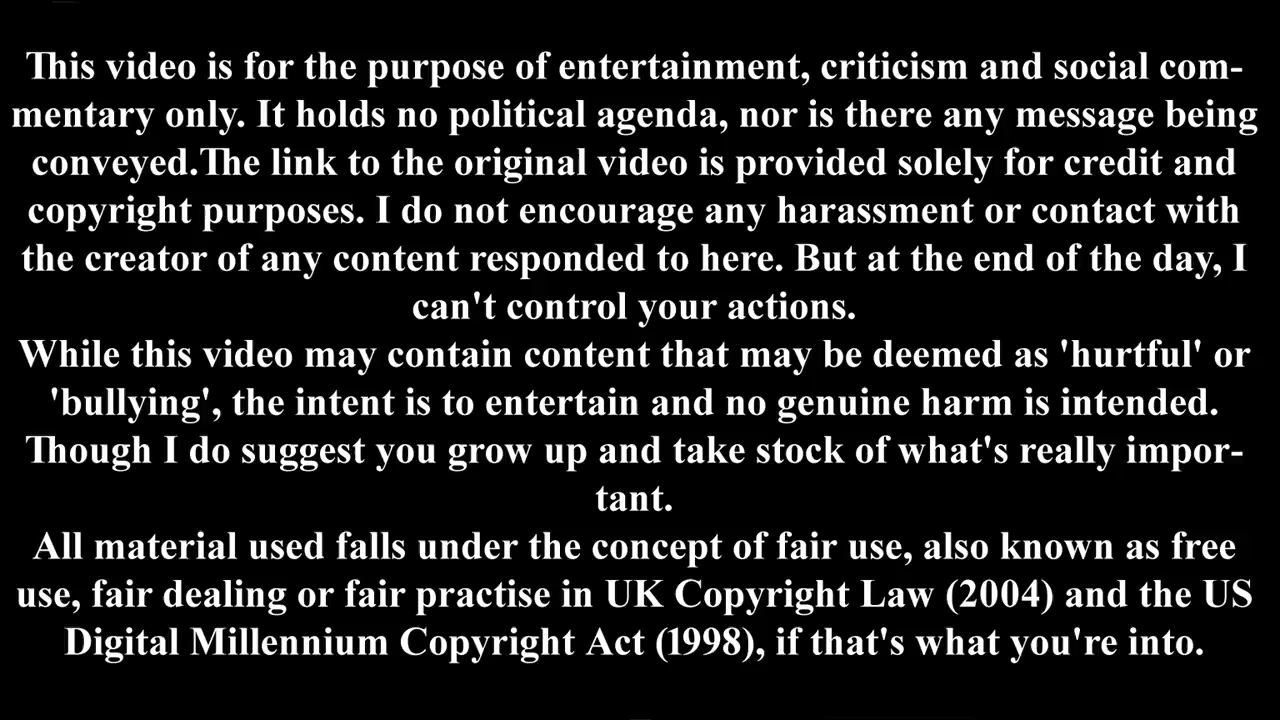 This video is for the purpose of entertainment, criticism and social com-
mentary only. It holds no political agenda, nor is there any message being
conveyed.The link to the original video is provided solely for credit and
copyright purposes. I do not encourage any harassment or contact with
the creator of any content responded to here. But at the end of the day, I
can't control your actions.
While this video may contain content that may be deemed as 'hurtful' or
'bullying', the intent is to entertain and no genuine harm is intended.
Though I do suggest you grow up and take stock of what's really impor-
tant.
All material used falls under the concept of fair use, also known as free
use, fair dealing or fair practise in UK Copyright Law (2004) and the US
Digital Millennium Copyright Act (1998), if that's what you're into.